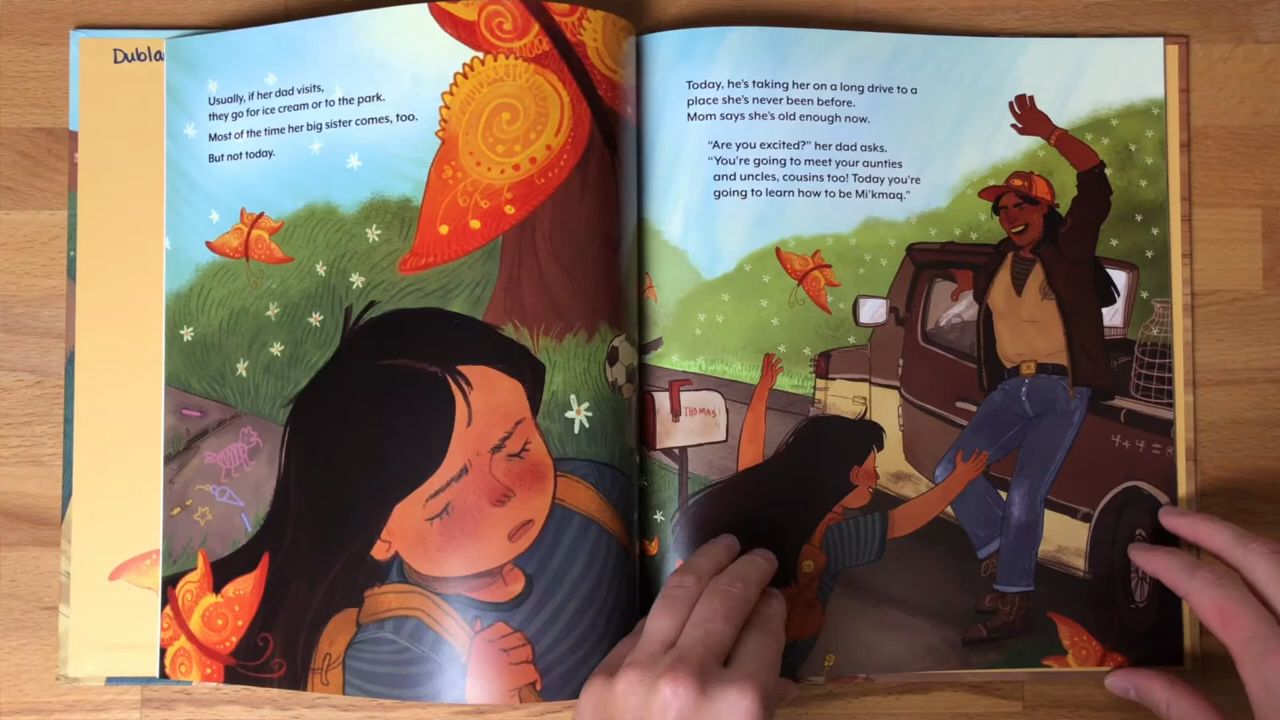 Dubla
Usually, if her dad visits,
they go for ice cream or to the park.
Most of the time her big sister comes, too.
But not today.
Today, he's taking her on a long drive to a
place she's never been before.
Mom says she's old enough now.
"Are you excited?" her dad asks.
"You're going to meet your aunties
and uncles, cousins too! Today you're
going to learn how to be Mi'kmaq."
THOMAS
4+4=8